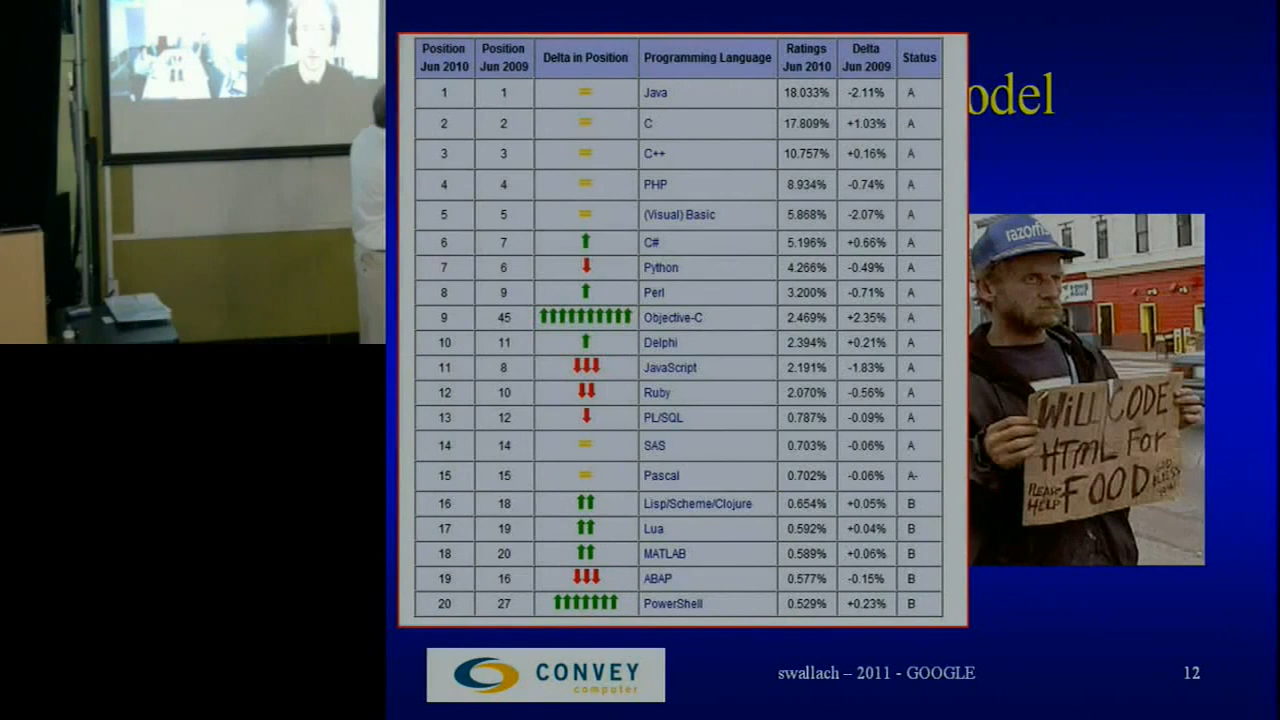 odel
Position Jun 2010 Position Jun 2009 Delta in Position Programming Language Ratings Jun 2010 Delta Jun 2009 Status
1 1 = Java 18.033% -2.11% A
2 2 = C 17.809% +1.03% A
3 3 = C++ 10.757% +0.16% A
4 4 = PHP 8.934% -0.74% A
5 5 = (Visual) Basic 5.868% -2.07% A
6 7 ↑ C# 5.196% +0.66% A
7 6 ↓ Python 4.266% -0.49% A
8 9 ↑ Perl 3.200% -0.71% A
9 45 ↑↑↑↑↑↑↑↑↑↑ Objective-C 2.469% +2.35% A
10 11 ↑ Delphi 2.394% +0.21% A
11 8 ↓↓↓ JavaScript 2.191% -1.83% A
12 10 ↓↓ Ruby 2.070% -0.56% A
13 12 ↓ PL/SQL 0.787% -0.09% A
14 14 = SAS 0.703% -0.06% A
15 15 = Pascal 0.702% -0.06% A-
16 18 ↑↑ Lisp/Scheme/Clojure 0.654% +0.05% B
17 19 ↑↑ Lua 0.592% +0.04% B
18 20 ↑↑ MATLAB 0.589% +0.06% B
19 16 ↓↓↓ ABAP 0.577% -0.15% B
20 27 ↑↑↑↑↑↑↑ PowerShell 0.529% +0.23% B
WILL CODE
HTML FOR
FOOD
PLEASE
HELP
GOD
BLESS
CONVEY
computer
swallach – 2011 - GOOGLE
12